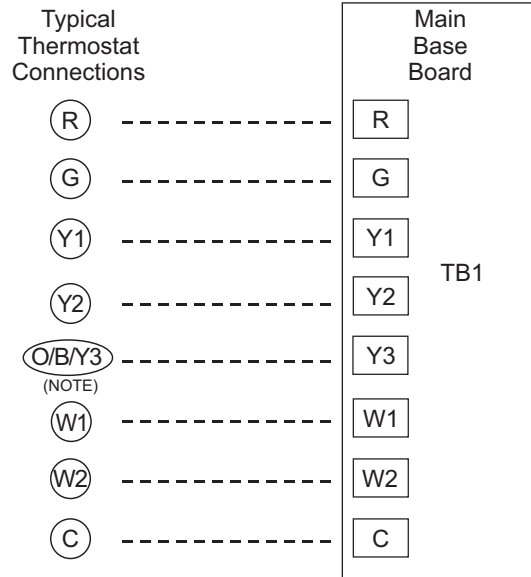 Typical
Thermostat
Connections
Main
Base
Board
R
R
G
G
Y1
Y1
TB1
Y2
Y2
O/B/Y3
Y3
(NOTE)
W1
W1
W2
W2
C
C